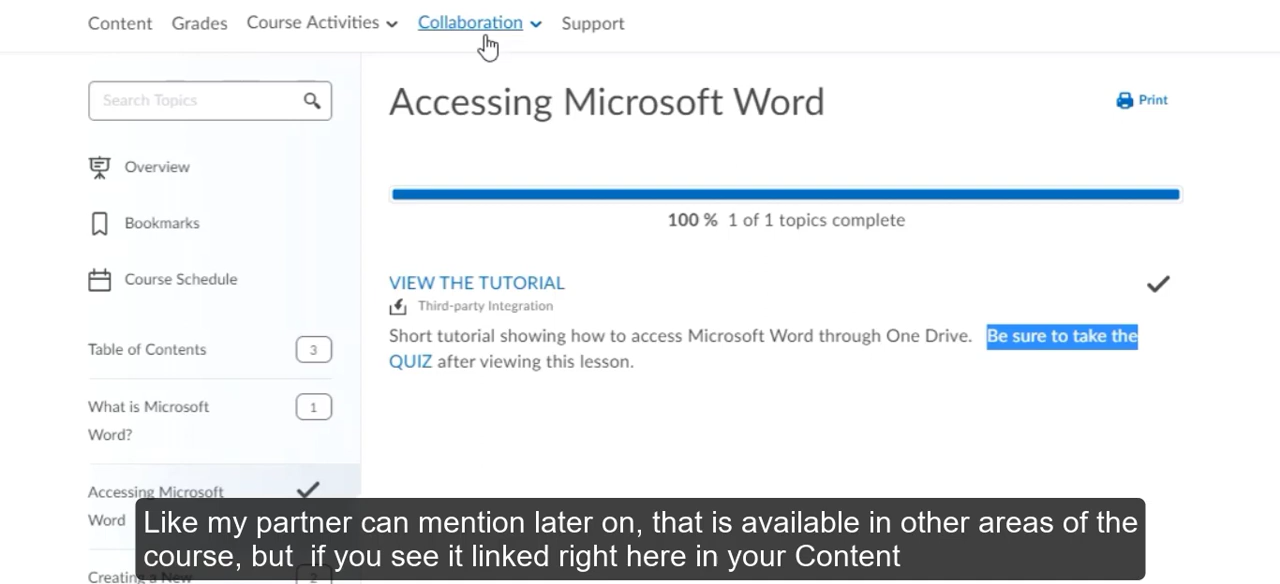 Content Grades Course Activities Collaboration Support
Search Topics
Accessing Microsoft Word
Print
Overview
100 % 1 of 1 topics complete
Bookmarks
Course Schedule
VIEW THE TUTORIAL
Third-party Integration
Short tutorial showing how to access Microsoft Word through One Drive. Be sure to take the
QUIZ after viewing this lesson.
Table of Contents 3
What is Microsoft 1
Word?
Accessing Microsoft
Word
Like my partner can mention later on, that is available in other areas of the
course, but if you see it linked right here in your Content
Creating a New 2